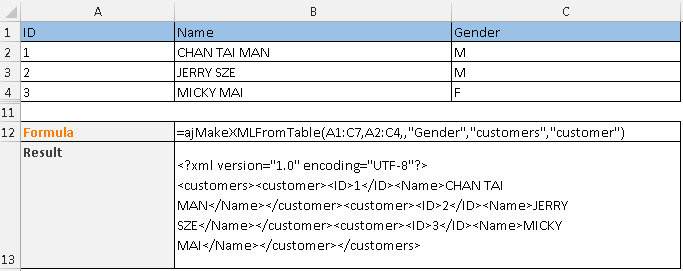 A B C
1 ID Name Gender
2 1 CHAN TAI MAN M
3 2 JERRY SZE M
4 3 MICKY MAI F
11
12 Formula =ajMakeXMLFromTable(A1:C7,A2:C4,,"Gender","customers","customer")
Result
<?xml version="1.0" encoding="UTF-8"?>
<customers><customer><ID>1</ID><Name>CHAN TAI
MAN</Name></customer><customer><ID>2</ID><Name>JERRY
SZE</Name></customer><customer><ID>3</ID><Name>MICKY
13 MAI</Name></customer></customers>